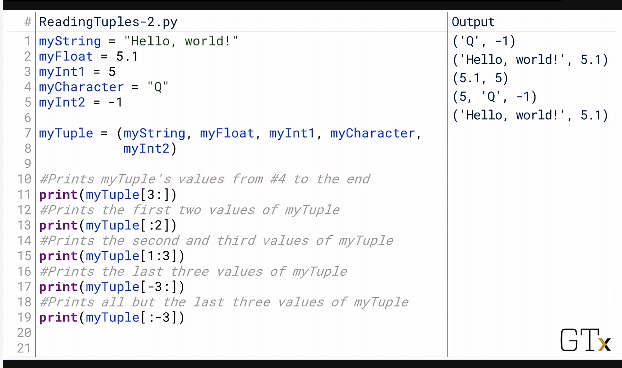 # ReadingTuples-2.py
1 myString = "Hello, world!"
2 myFloat = 5.1
3 myInt1 = 5
4 myCharacter = "Q"
5 myInt2 = -1
6
7 myTuple = (myString, myFloat, myInt1, myCharacter,
8 myInt2)
9
10 #Prints myTuple's values from #4 to the end
11 print(myTuple[3:])
12 #Prints the first two values of myTuple
13 print(myTuple[:2])
14 #Prints the second and third values of myTuple
15 print(myTuple[1:3])
16 #Prints the last three values of myTuple
17 print(myTuple[-3:])
18 #Prints all but the last three values of myTuple
19 print(myTuple[:-3])
20
21
Output
('Q', -1)
('Hello, world!', 5.1)
(5.1, 5)
(5, 'Q', -1)
('Hello, world!', 5.1)
GTx